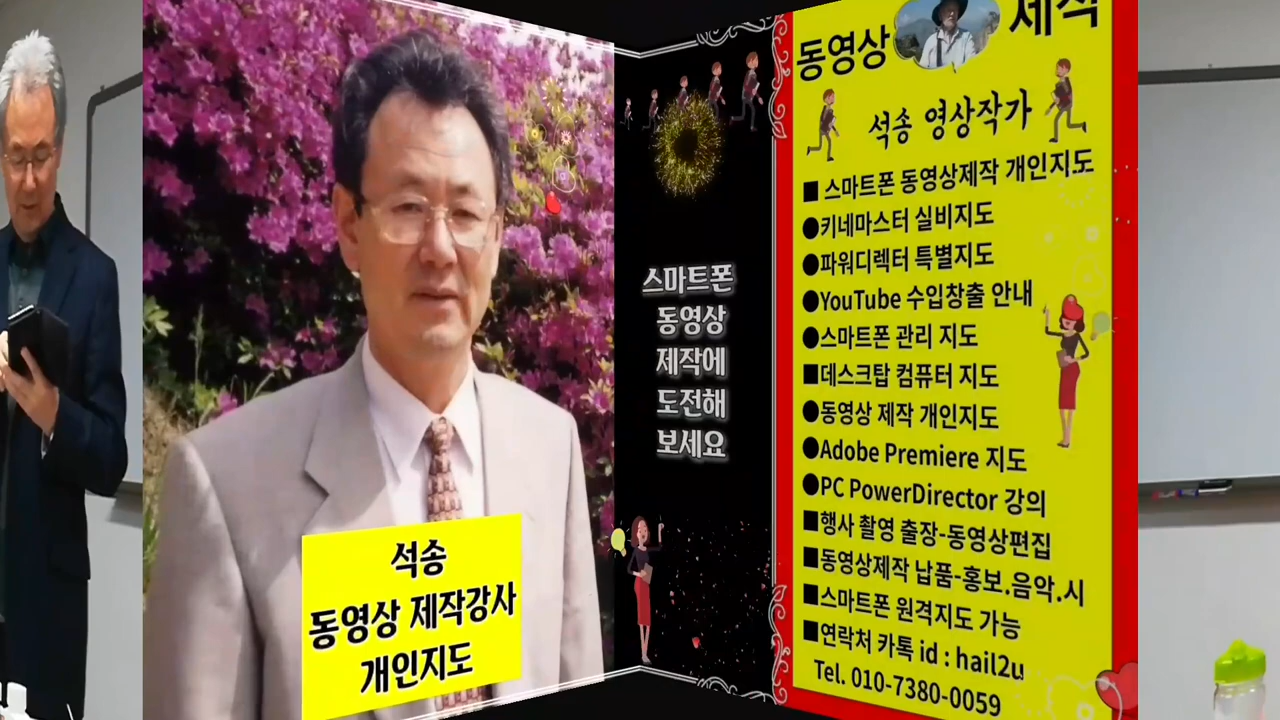 석송
동영상 제작강사
개인지도
스마트폰
동영상
제작에
도전해
보세요
동영상 제작
석송 영상작가
■ 스마트폰 동영상제작 개인지도
●키네마스터 실비지도
●파워디렉터 특별지도
●YouTube 수입창출 안내
●스마트폰 관리 지도
■데스크탑 컴퓨터 지도
●동영상 제작 개인지도
●Adobe Premiere 지도
●PC PowerDirector 강의
■행사 촬영 출장-동영상편집
■동영상제작 납품-홍보.음악.시
■스마트폰 원격지도 가능
■연락처 카톡 id : hail2u
Tel. 010-7380-0059